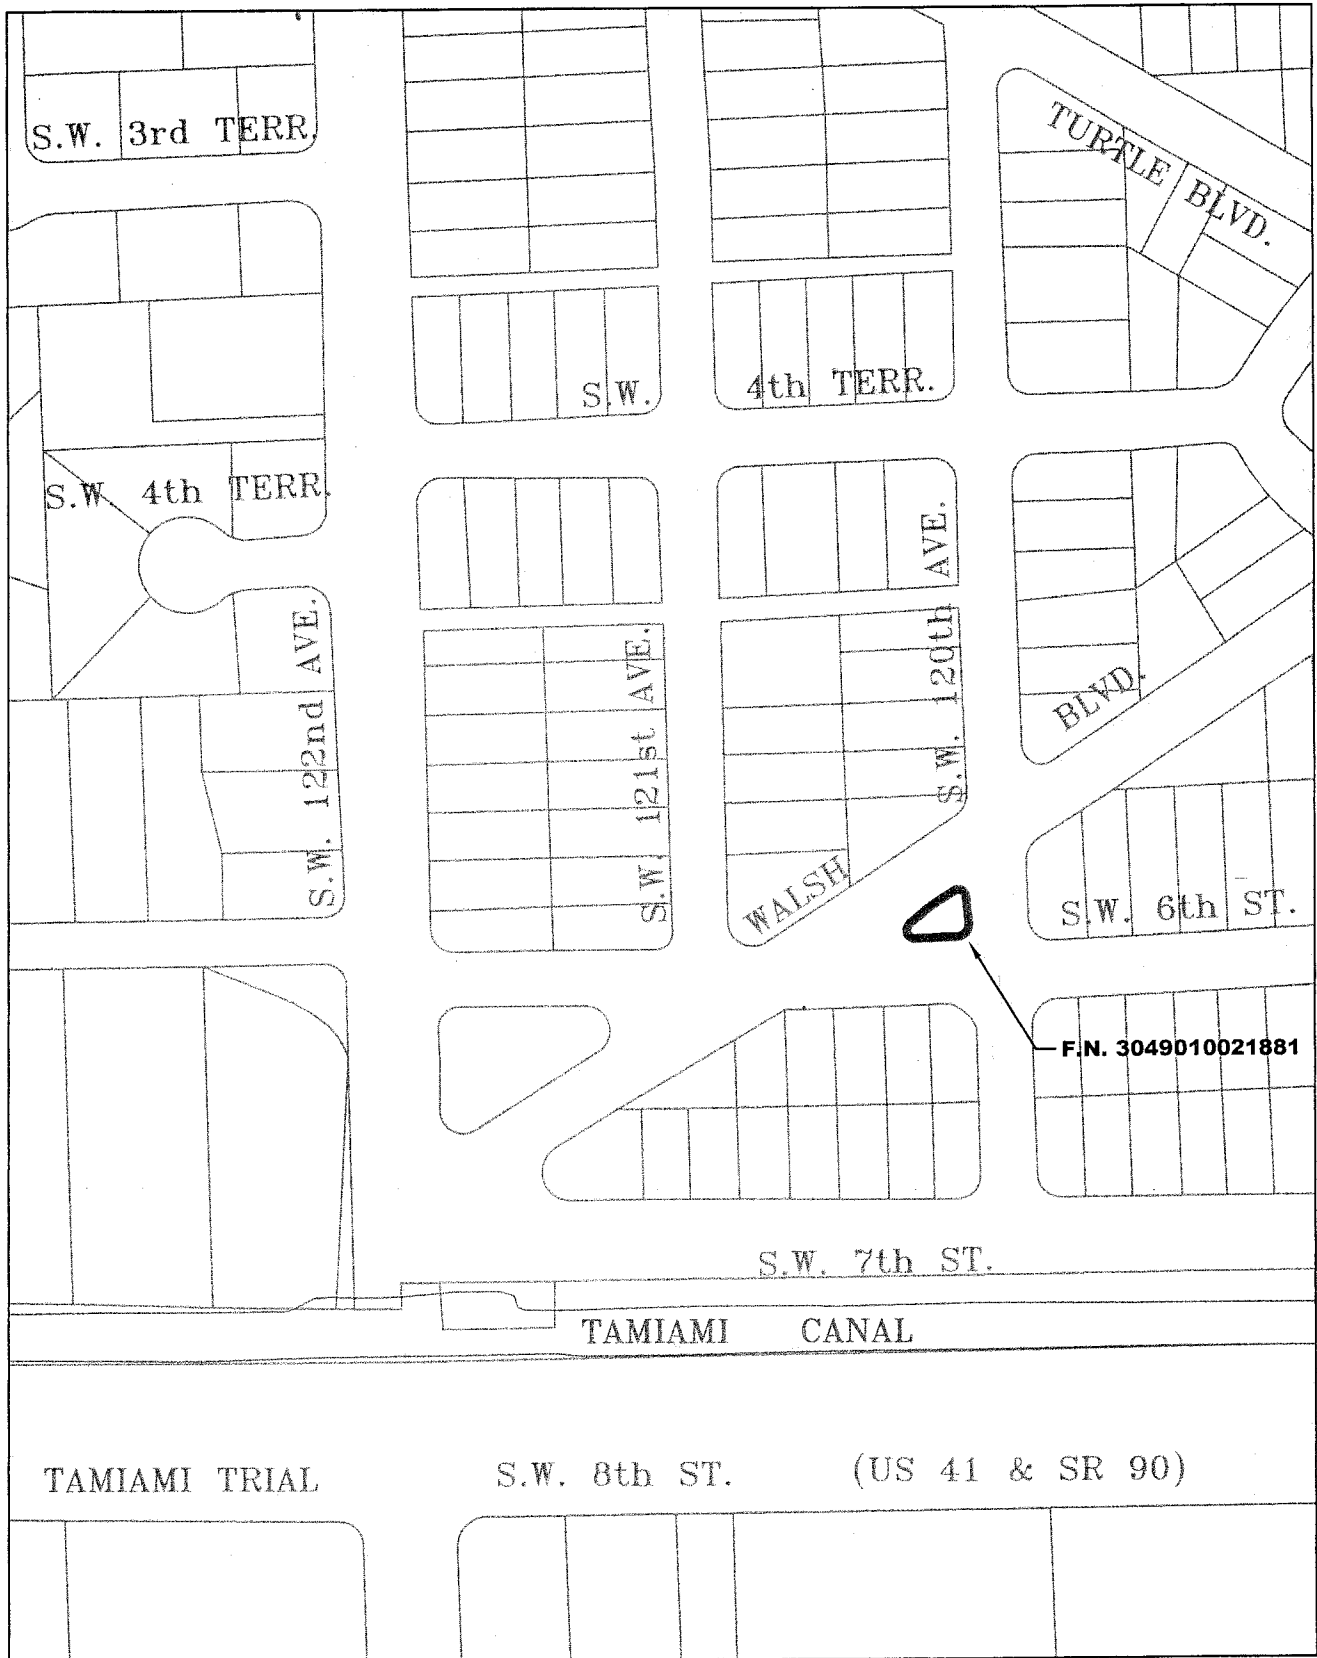 S.W. 3rd TERR.
TURTLE BLVD.
S.W. 4th TERR.
S.W. 4th TERR.
S.W. 122nd AVE.
S.W. 121st AVE.
S.W. 120th AVE.
WALSH BLVD.
S.W. 6th ST.
F.N. 3049010021881
S.W. 7th ST.
TAMIAMI CANAL
TAMIAMI TRIAL S.W. 8th ST. (US 41 & SR 90)